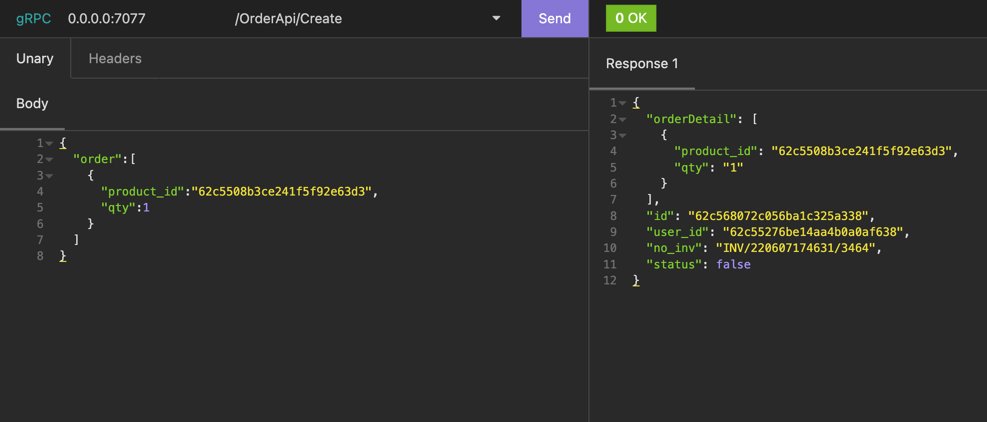 gRPC 0.0.0.0:7077 /OrderApi/Create Send 0 OK
Unary Headers
Body
1 {
2 "order":[
3 {
4 "product_id":"62c5508b3ce241f5f92e63d3",
5 "qty":1
6 }
7 ]
8 }
Response 1
1 {
2 "orderDetail": [
3 {
4 "product_id": "62c5508b3ce241f5f92e63d3",
5 "qty": "1"
6 }
7 ],
8 "id": "62c568072c056ba1c325a338",
9 "user_id": "62c55276be14aa4b0a0af638",
10 "no_inv": "INV/220607174631/3464",
11 "status": false
12 }